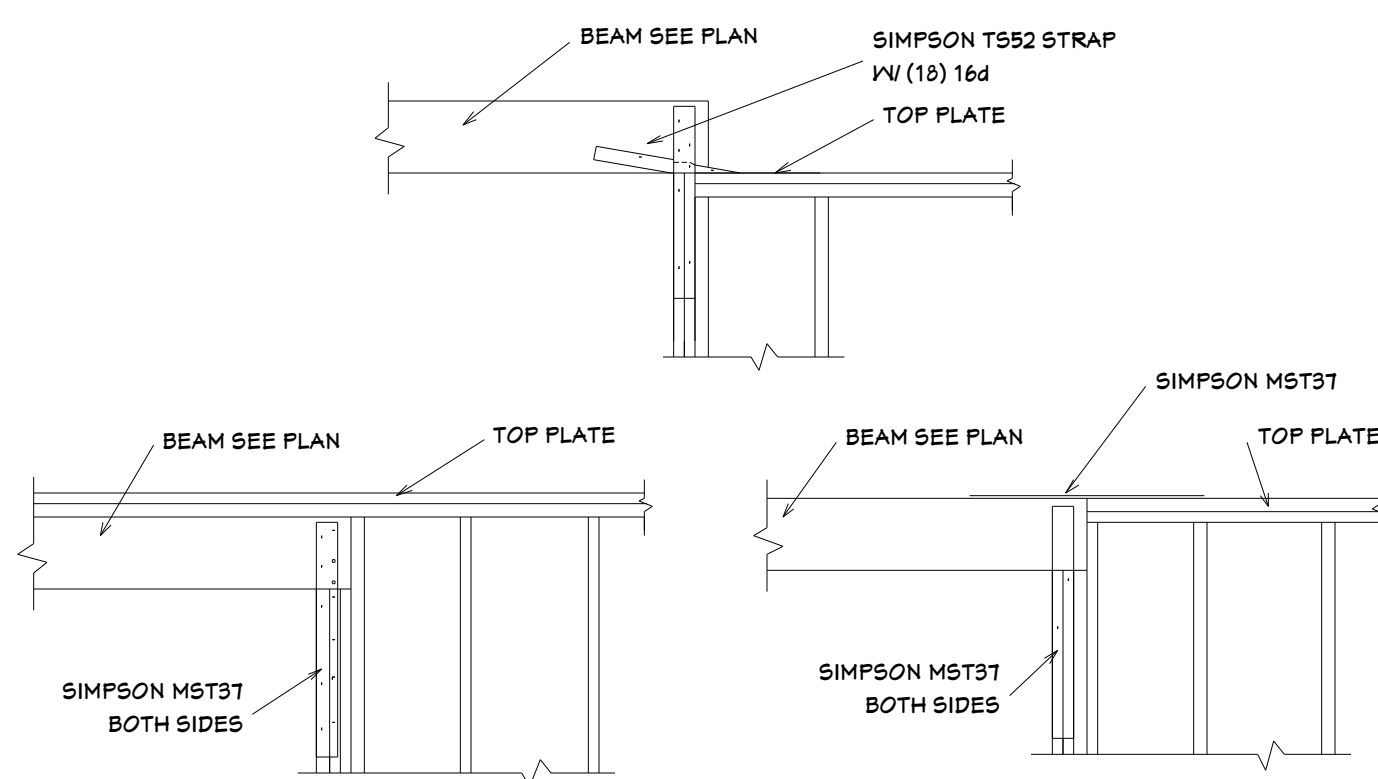 BEAM SEE PLAN
SIMPSON TS52 STRAP
W/ (18) 16d
TOP PLATE
BEAM SEE PLAN
TOP PLATE
SIMPSON MST37
BOTH SIDES
SIMPSON MST37
BEAM SEE PLAN
TOP PLATE
SIMPSON MST37
BOTH SIDES